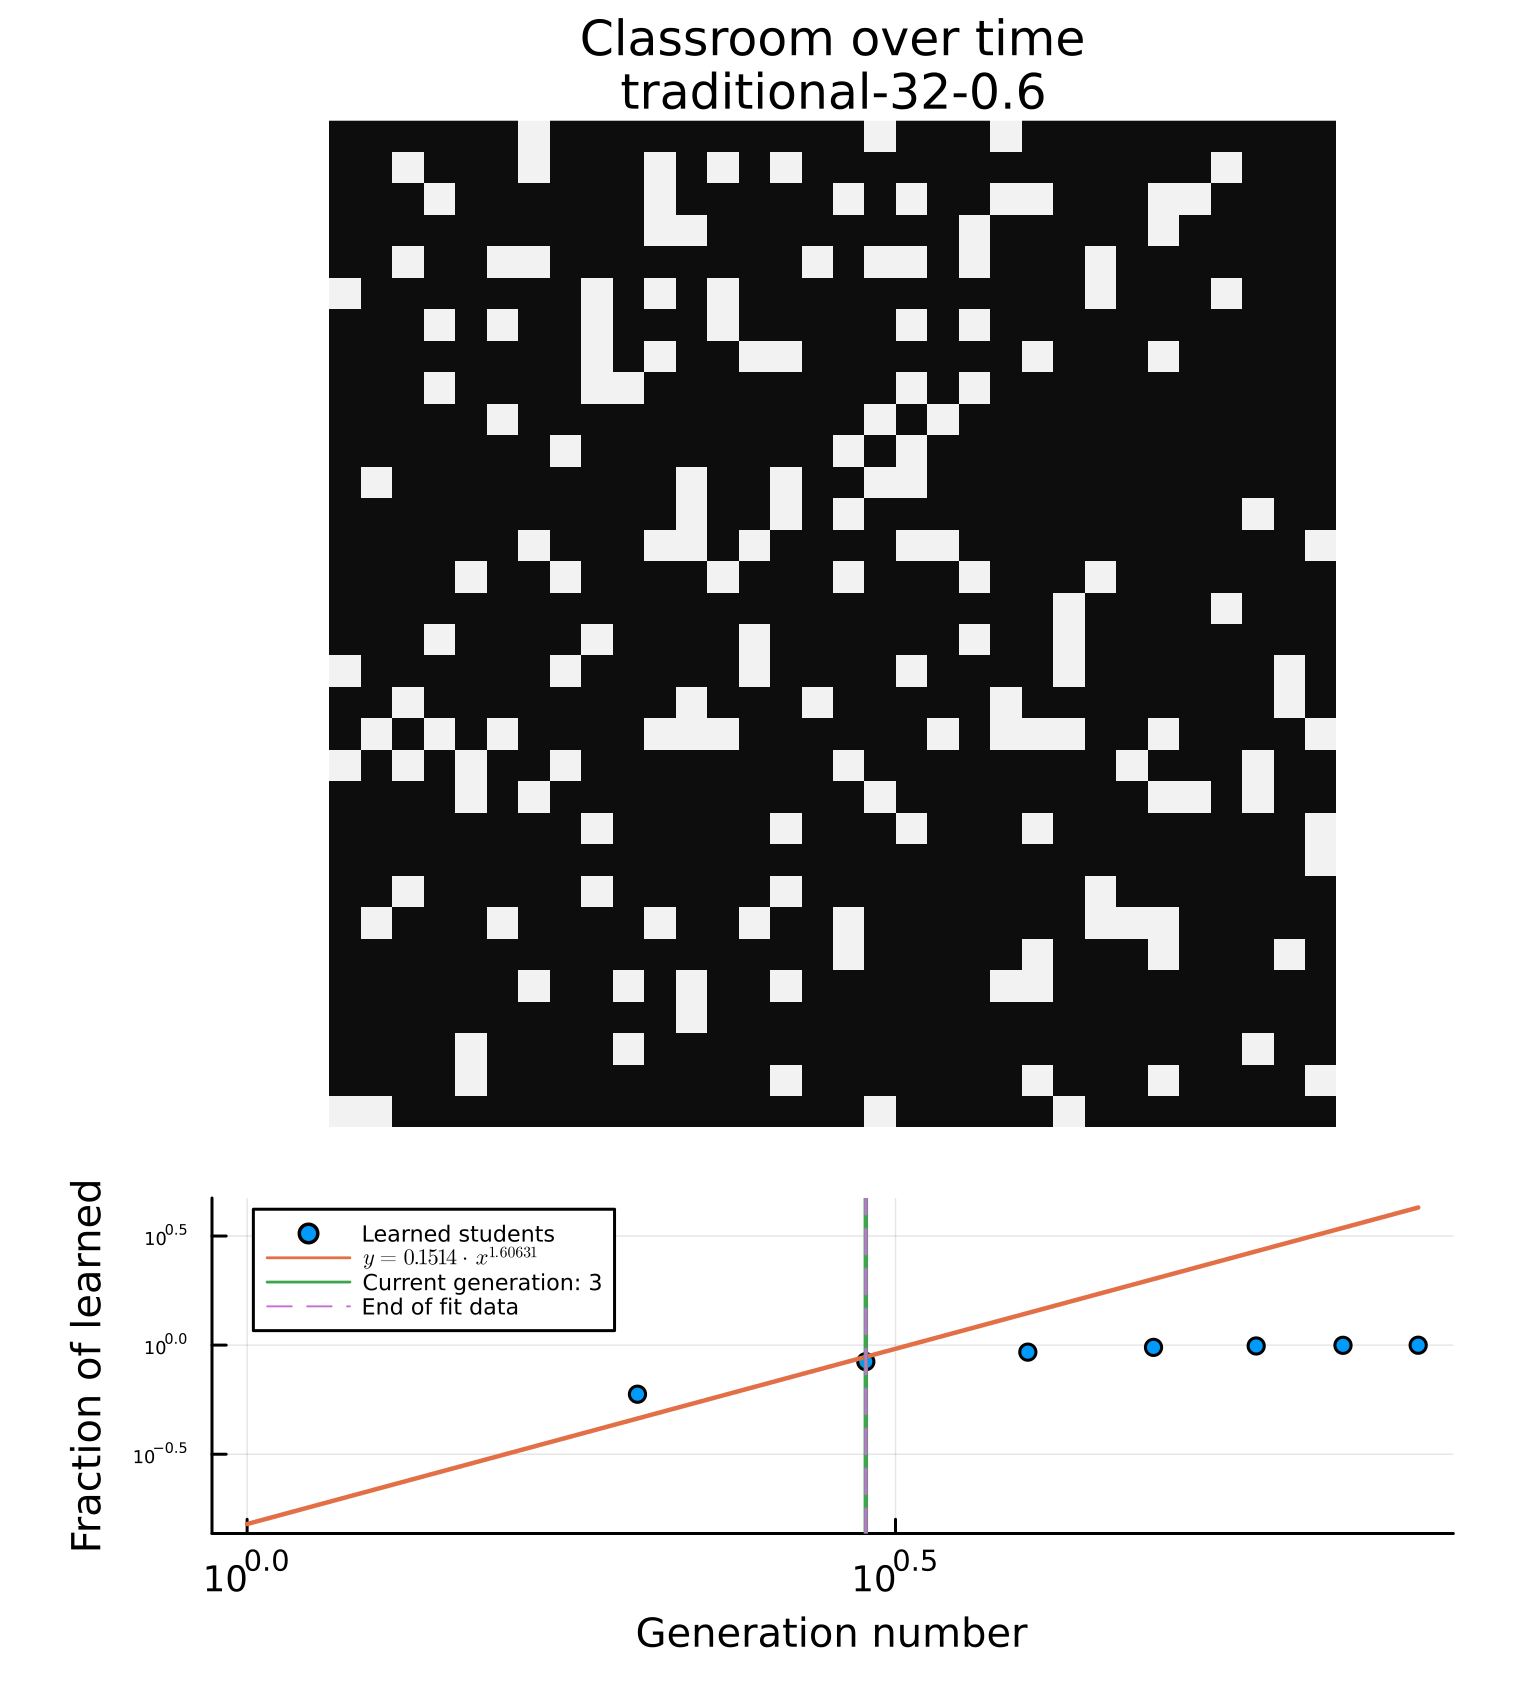 Classroom over time
traditional-32-0.6
Fraction of learned
10^0.5
10^0.0
10^−0.5
Learned students
y = 0.1514 · x^1.60631
Current generation: 3
End of fit data
10^0.0
10^0.5
Generation number